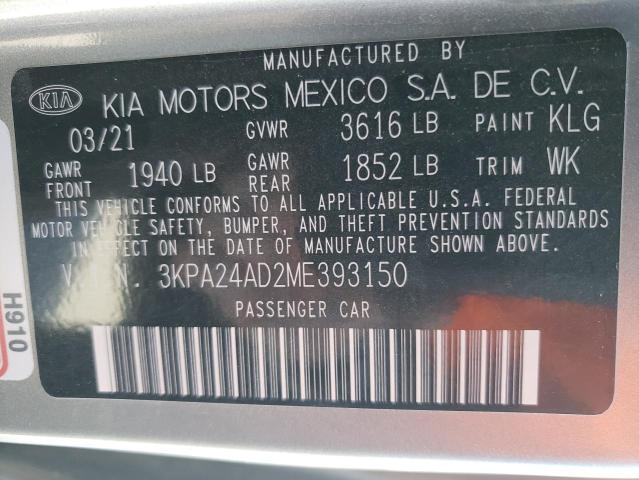 MANUFACTURED BY
KIA KIA MOTORS MEXICO S.A. DE C.V.
03/21 GVWR 3616 LB PAINT KLG
GAWR FRONT 1940 LB GAWR REAR 1852 LB TRIM WK
THIS VEHICLE CONFORMS TO ALL APPLICABLE U.S.A. FEDERAL
MOTOR VEHICLE SAFETY, BUMPER, AND THEFT PREVENTION STANDARDS
IN EFFECT ON THE DATE OF MANUFACTURE SHOWN ABOVE.
V.I.N. 3KPA24AD2ME393150
PASSENGER CAR
H910